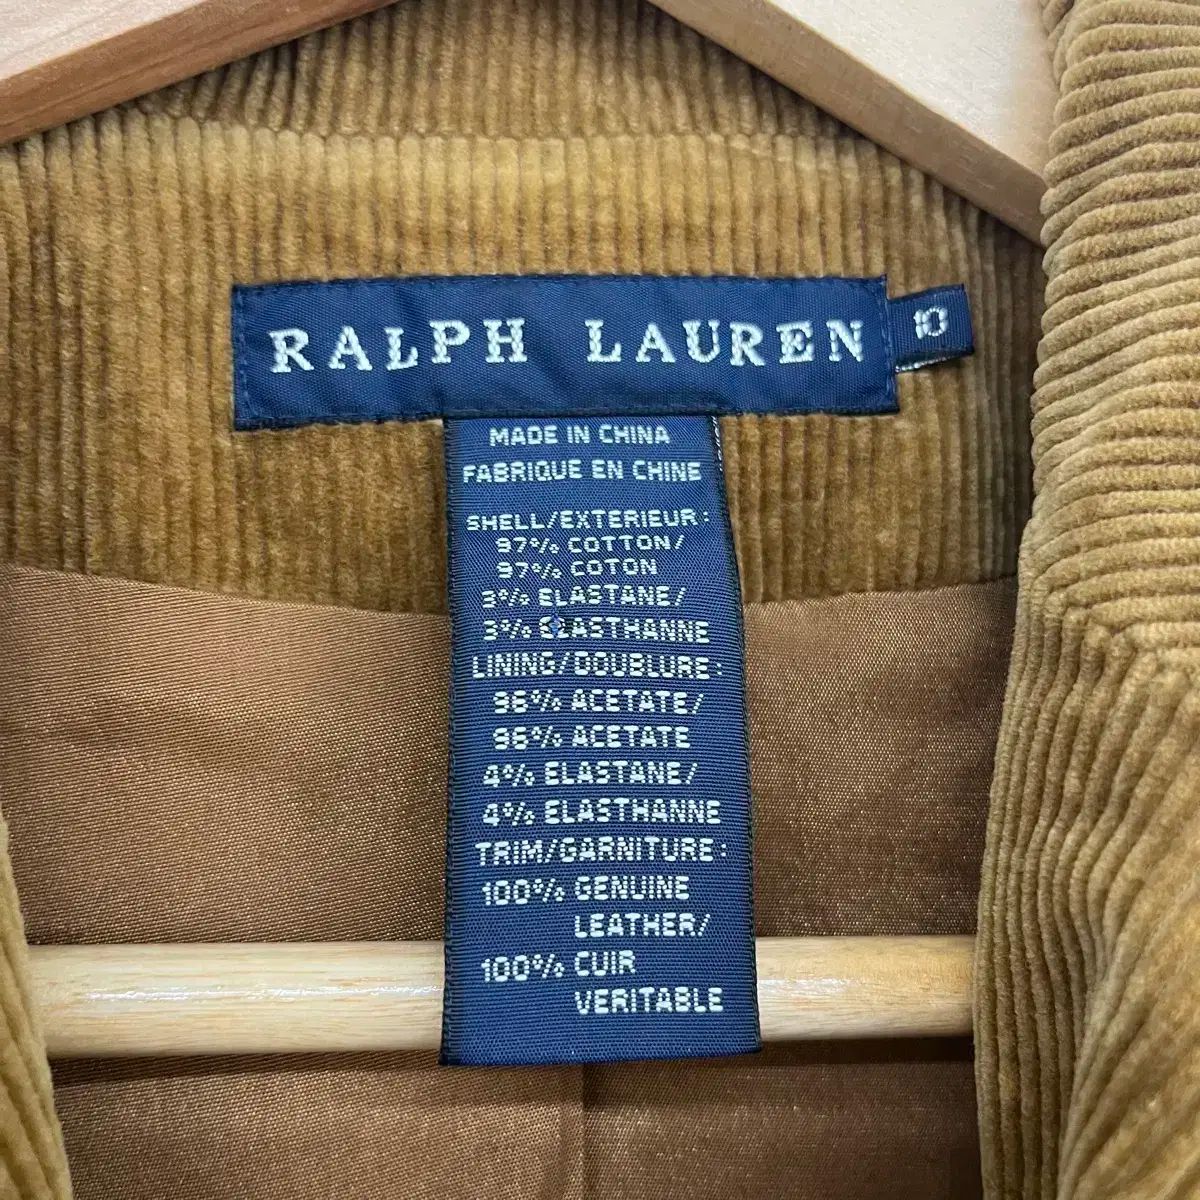 RALPH LAUREN
10
MADE IN CHINA
FABRIQUE EN CHINE
SHELL/EXTERIEUR:
97% COTTON/
97% COTON
3% ELASTANE/
3% ELASTHANNE
LINING/DOUBLURE:
96% ACETATE/
96% ACETATE
4% ELASTANE/
4% ELASTHANNE
TRIM/GARNITURE:
100% GENUINE
LEATHER/
100% CUIR
VERITABLE